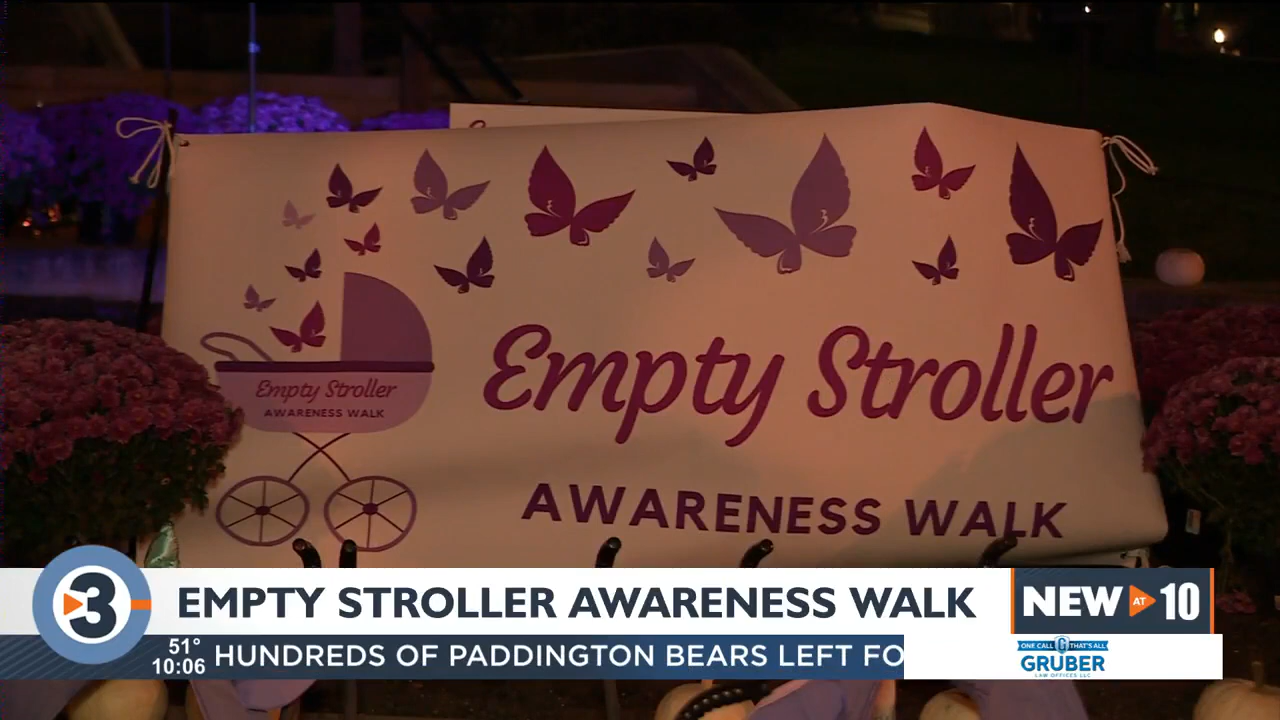 Empty Stroller
AWARENESS WALK
Empty Stroller
AWARENESS WALK
3
EMPTY STROLLER AWARENESS WALK
NEW AT 10
51°
10:06
HUNDREDS OF PADDINGTON BEARS LEFT FO
ONE CALL G THAT'S ALL
GRUBER
LAW OFFICES LLC